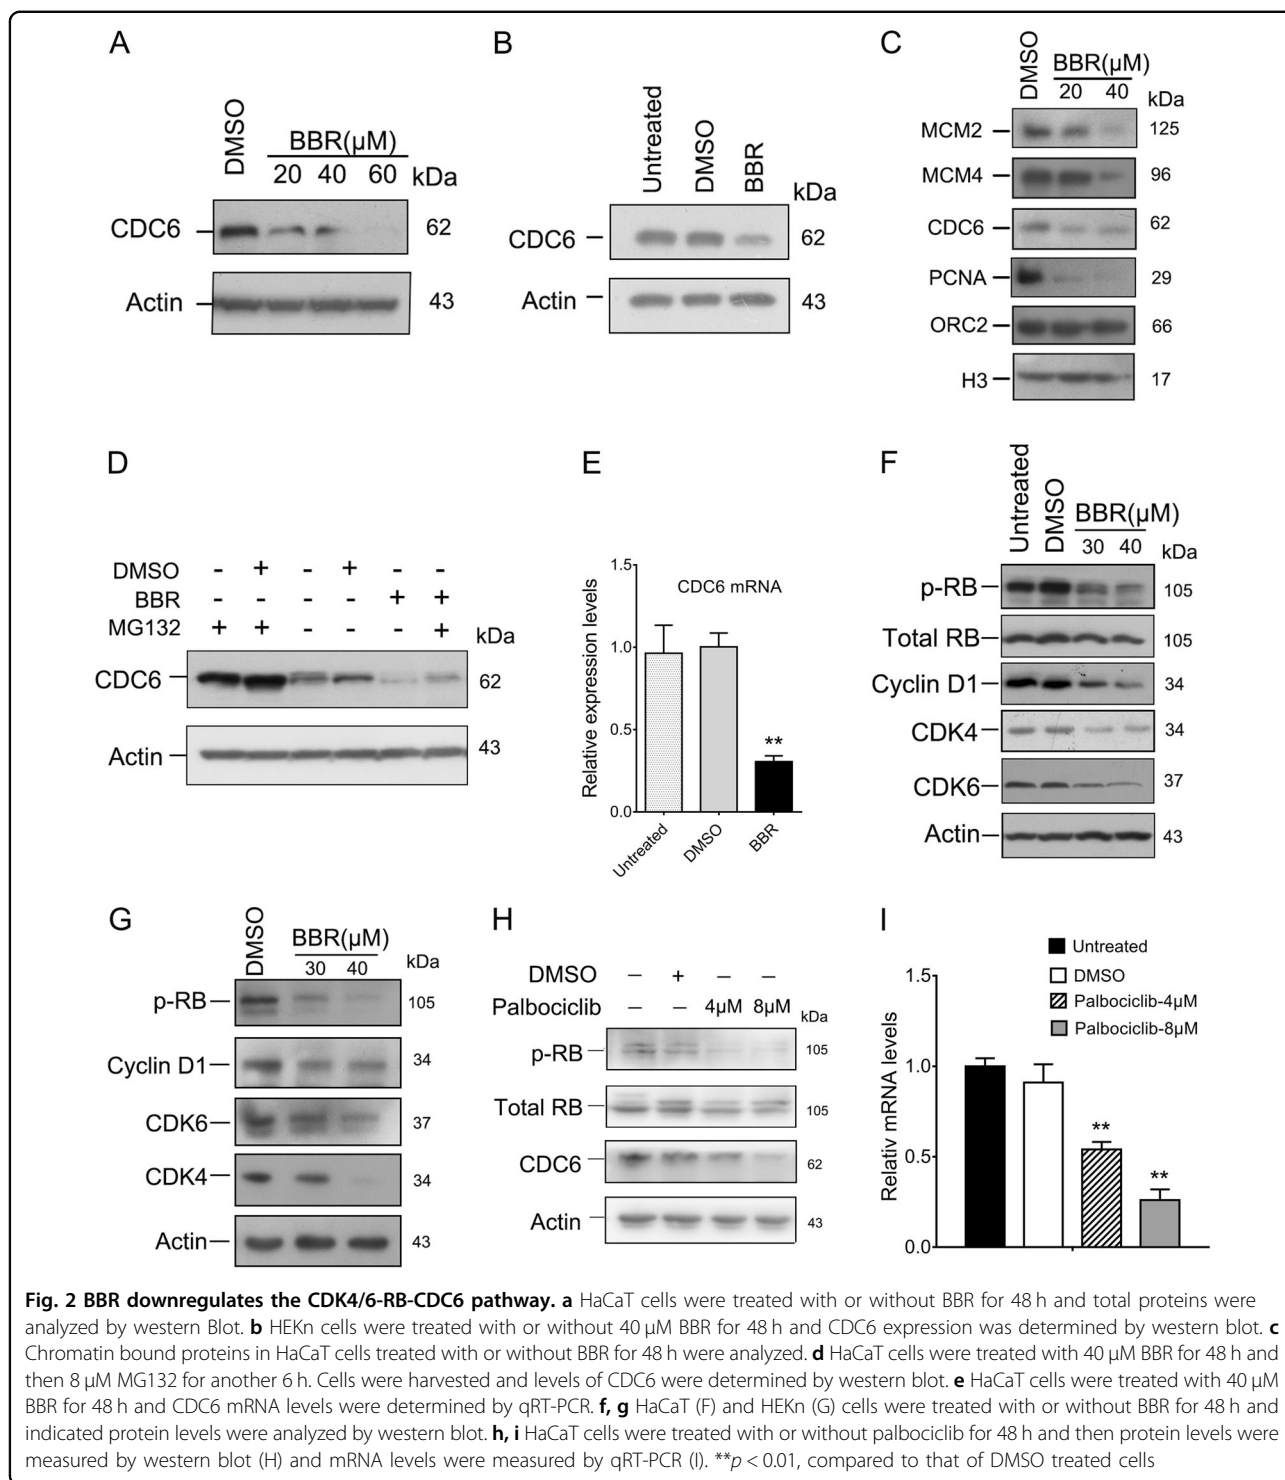 A
DMSO
BBR(µM)
20 40 60 kDa
CDC6 62
Actin 43
B
Untreated
DMSO
BBR
kDa
CDC6 62
Actin 43
C
DMSO
BBR(µM)
20 40
kDa
MCM2 125
MCM4 96
CDC6 62
PCNA 29
ORC2 66
H3 17
D
DMSO - + - + - -
BBR - - - - + +
MG132 + + - - - + kDa
CDC6 62
Actin 43
E
CDC6 mRNA
Relative expression levels
1.5
1.0
0.5
0.0
**
Untreated
DMSO
BBR
F
Untreated
DMSO
BBR(µM)
30 40
kDa
p-RB 105
Total RB 105
Cyclin D1 34
CDK4 34
CDK6 37
Actin 43
G
DMSO
BBR(µM)
30 40
kDa
p-RB 105
Cyclin D1 34
CDK6 37
CDK4 34
Actin 43
H
DMSO – + – –
Palbociclib – – 4µM 8µM
kDa
p-RB 105
Total RB 105
CDC6 62
Actin 43
I
Untreated
DMSO
Palbociclib-4µM
Palbociclib-8µM
Relativ mRNA levels
1.5
1.0
0.5
0.0
**
**
Fig. 2 BBR downregulates the CDK4/6-RB-CDC6 pathway. a HaCaT cells were treated with or without BBR for 48 h and total proteins were
analyzed by western Blot. b HEKn cells were treated with or without 40 µM BBR for 48 h and CDC6 expression was determined by western blot. c
Chromatin bound proteins in HaCaT cells treated with or without BBR for 48 h were analyzed. d HaCaT cells were treated with 40 µM BBR for 48 h and
then 8 µM MG132 for another 6 h. Cells were harvested and levels of CDC6 were determined by western blot. e HaCaT cells were treated with 40 µM
BBR for 48 h and CDC6 mRNA levels were determined by qRT-PCR. f, g HaCaT (F) and HEKn (G) cells were treated with or without BBR for 48 h and
indicated protein levels were analyzed by western blot. h, i HaCaT cells were treated with or without palbociclib for 48 h and then protein levels were
measured by western blot (H) and mRNA levels were measured by qRT-PCR (I). **p < 0.01, compared to that of DMSO treated cells